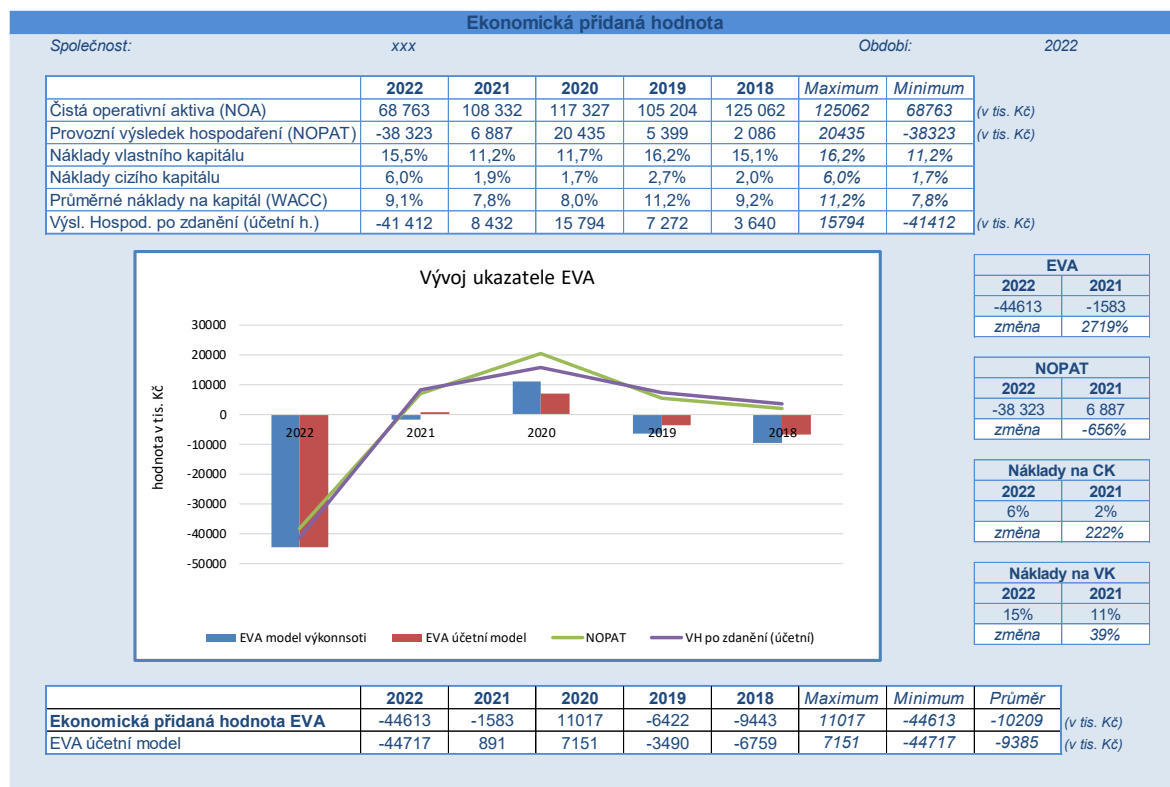 Ekonomická přidaná hodnota
Společnost: xxx Období: 2022
2022 2021 2020 2019 2018 Maximum Minimum
Čistá operativní aktiva (NOA) 68 763 108 332 117 327 105 204 125 062 125062 68763 (v tis. Kč)
Provozní výsledek hospodaření (NOPAT) -38 323 6 887 20 435 5 399 2 086 20435 -38323 (v tis. Kč)
Náklady vlastního kapitálu 15,5% 11,2% 11,7% 16,2% 15,1% 16,2% 11,2%
Náklady cizího kapitálu 6,0% 1,9% 1,7% 2,7% 2,0% 6,0% 1,7%
Průměrné náklady na kapitál (WACC) 9,1% 7,8% 8,0% 11,2% 9,2% 11,2% 7,8%
Výsl. Hospod. po zdanění (účetní h.) -41 412 8 432 15 794 7 272 3 640 15794 -41412 (v tis. Kč)
Vývoj ukazatele EVA
hodnota v tis. Kč
30000
20000
10000
0
-10000
-20000
-30000
-40000
-50000
2022 2021 2020 2019 2018
EVA model výkonnsoti EVA účetní model NOPAT VH po zdanění (účetní)
EVA
2022 2021
-44613 -1583
změna 2719%
NOPAT
2022 2021
-38 323 6 887
změna -656%
Náklady na CK
2022 2021
6% 2%
změna 222%
Náklady na VK
2022 2021
15% 11%
změna 39%
2022 2021 2020 2019 2018 Maximum Minimum Průměr
Ekonomická přidaná hodnota EVA -44613 -1583 11017 -6422 -9443 11017 -44613 -10209 (v tis. Kč)
EVA účetní model -44717 891 7151 -3490 -6759 7151 -44717 -9385 (v tis. Kč)